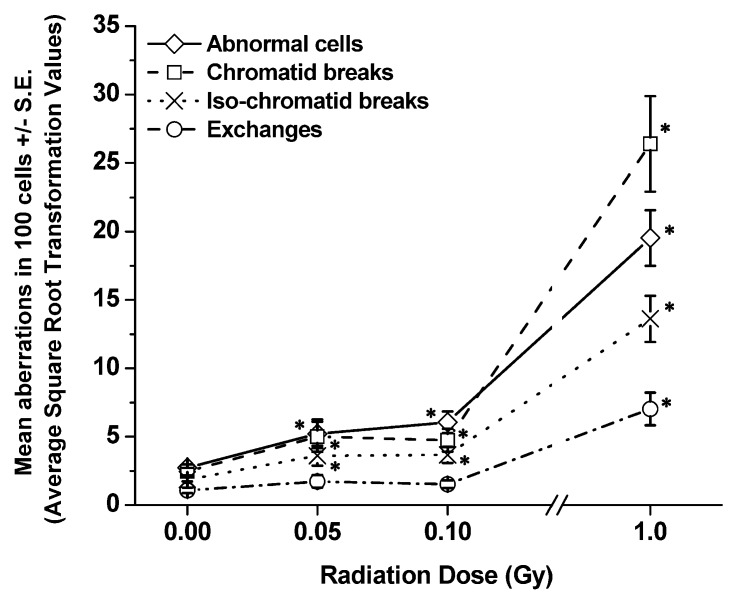 Mean aberrations in 100 cells +/- S.E.
(Average Square Root Transformation Values)
35
30
25
20
15
10
5
0
Abnormal cells
Chromatid breaks
Iso-chromatid breaks
Exchanges
*
*
*
*
*
*
*
*
*
*
0.00 0.05 0.10 1.0
Radiation Dose (Gy)